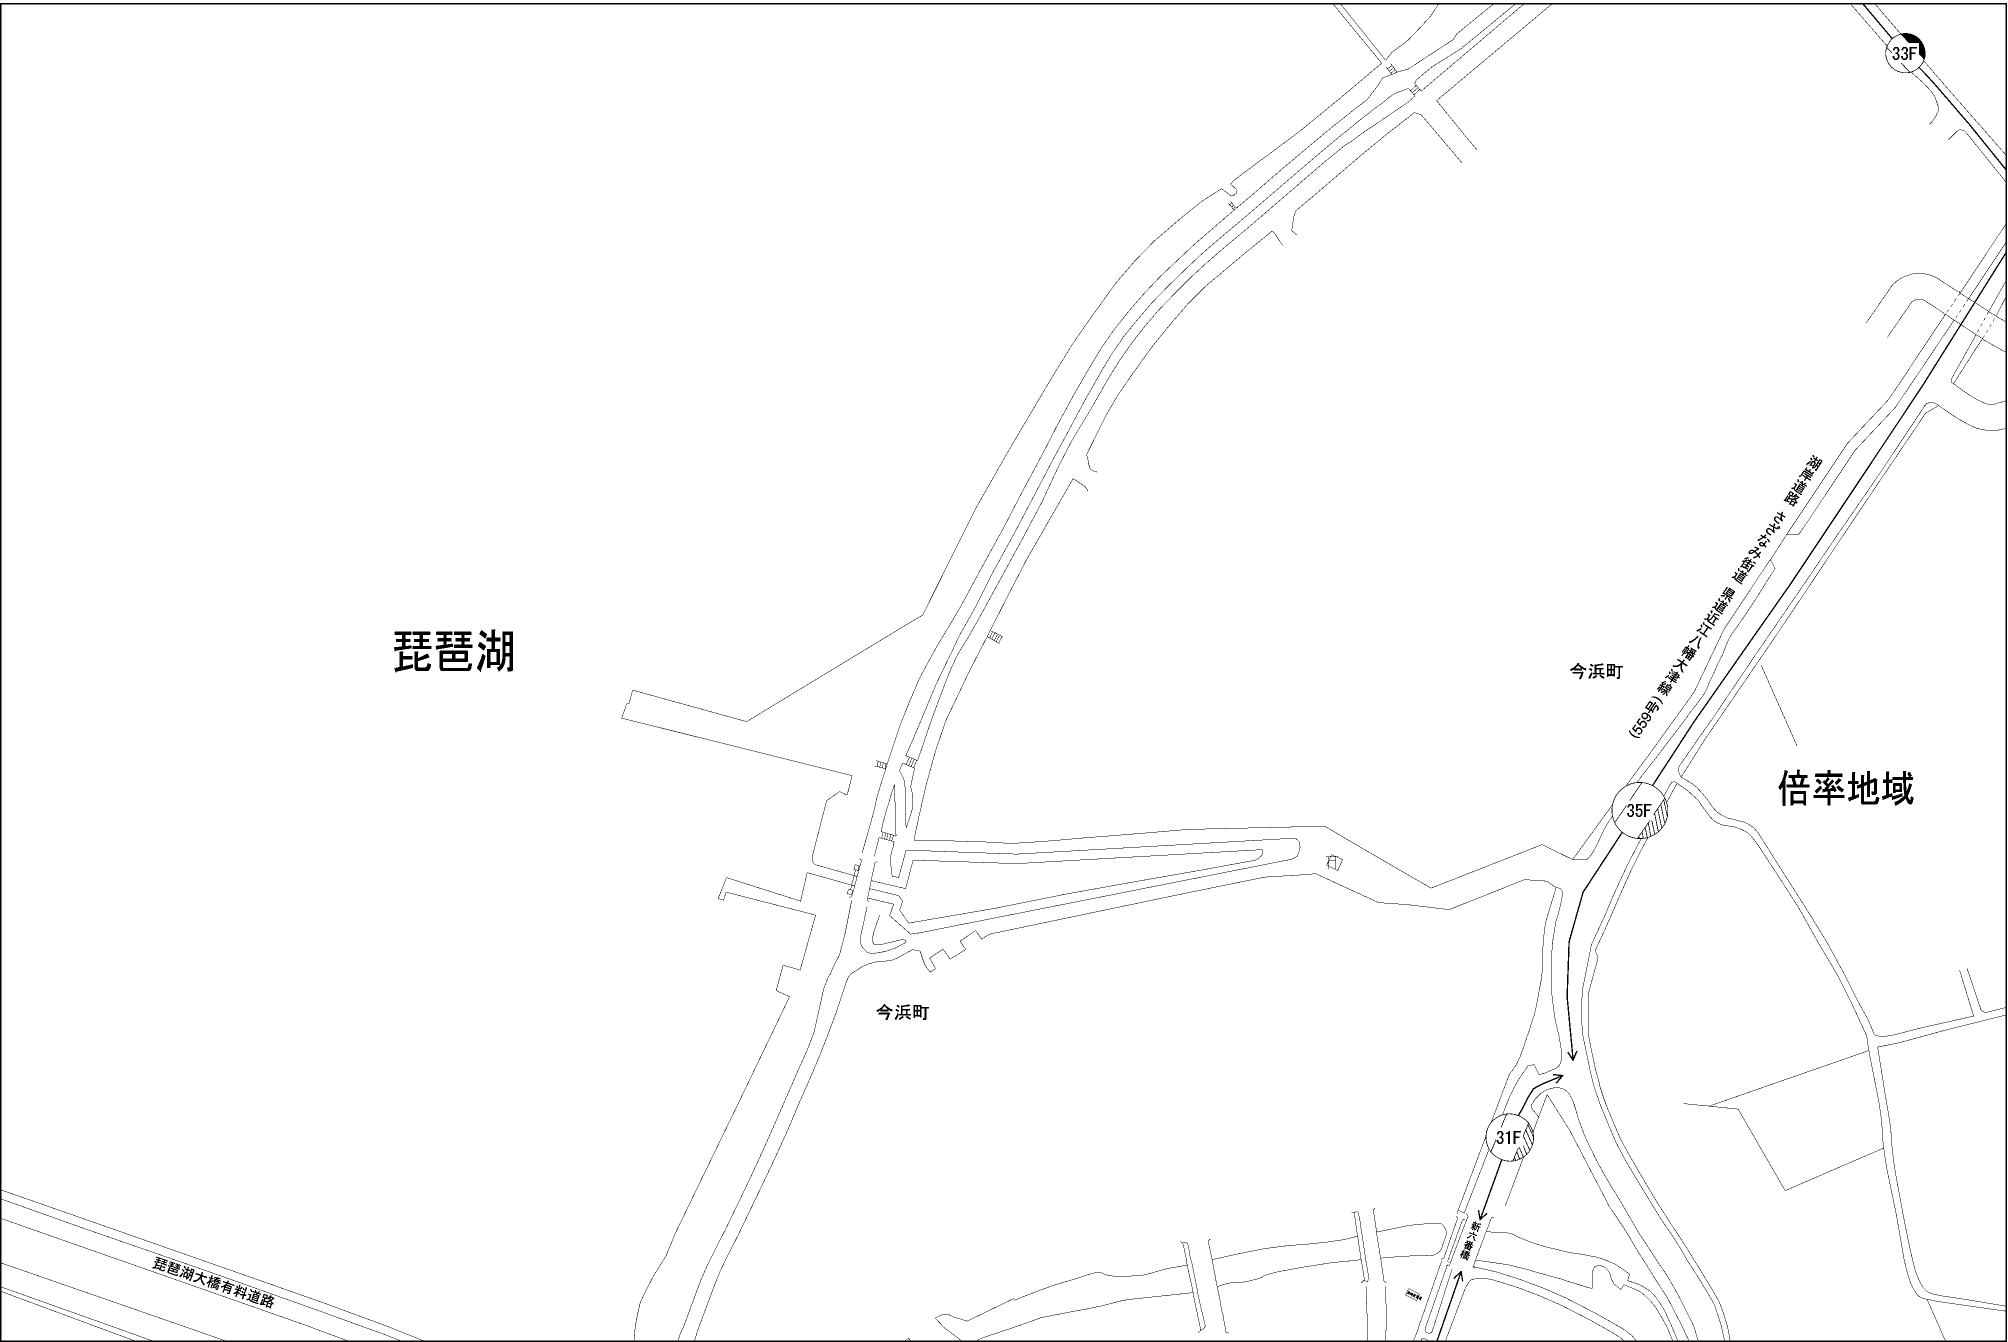 33F
湖岸道路 さざなみ街道 県道近江八幡大津線
(559号)
琵琶湖
今浜町
倍率地域
35F
今浜町
31F
新六番橋
琵琶湖大橋有料道路